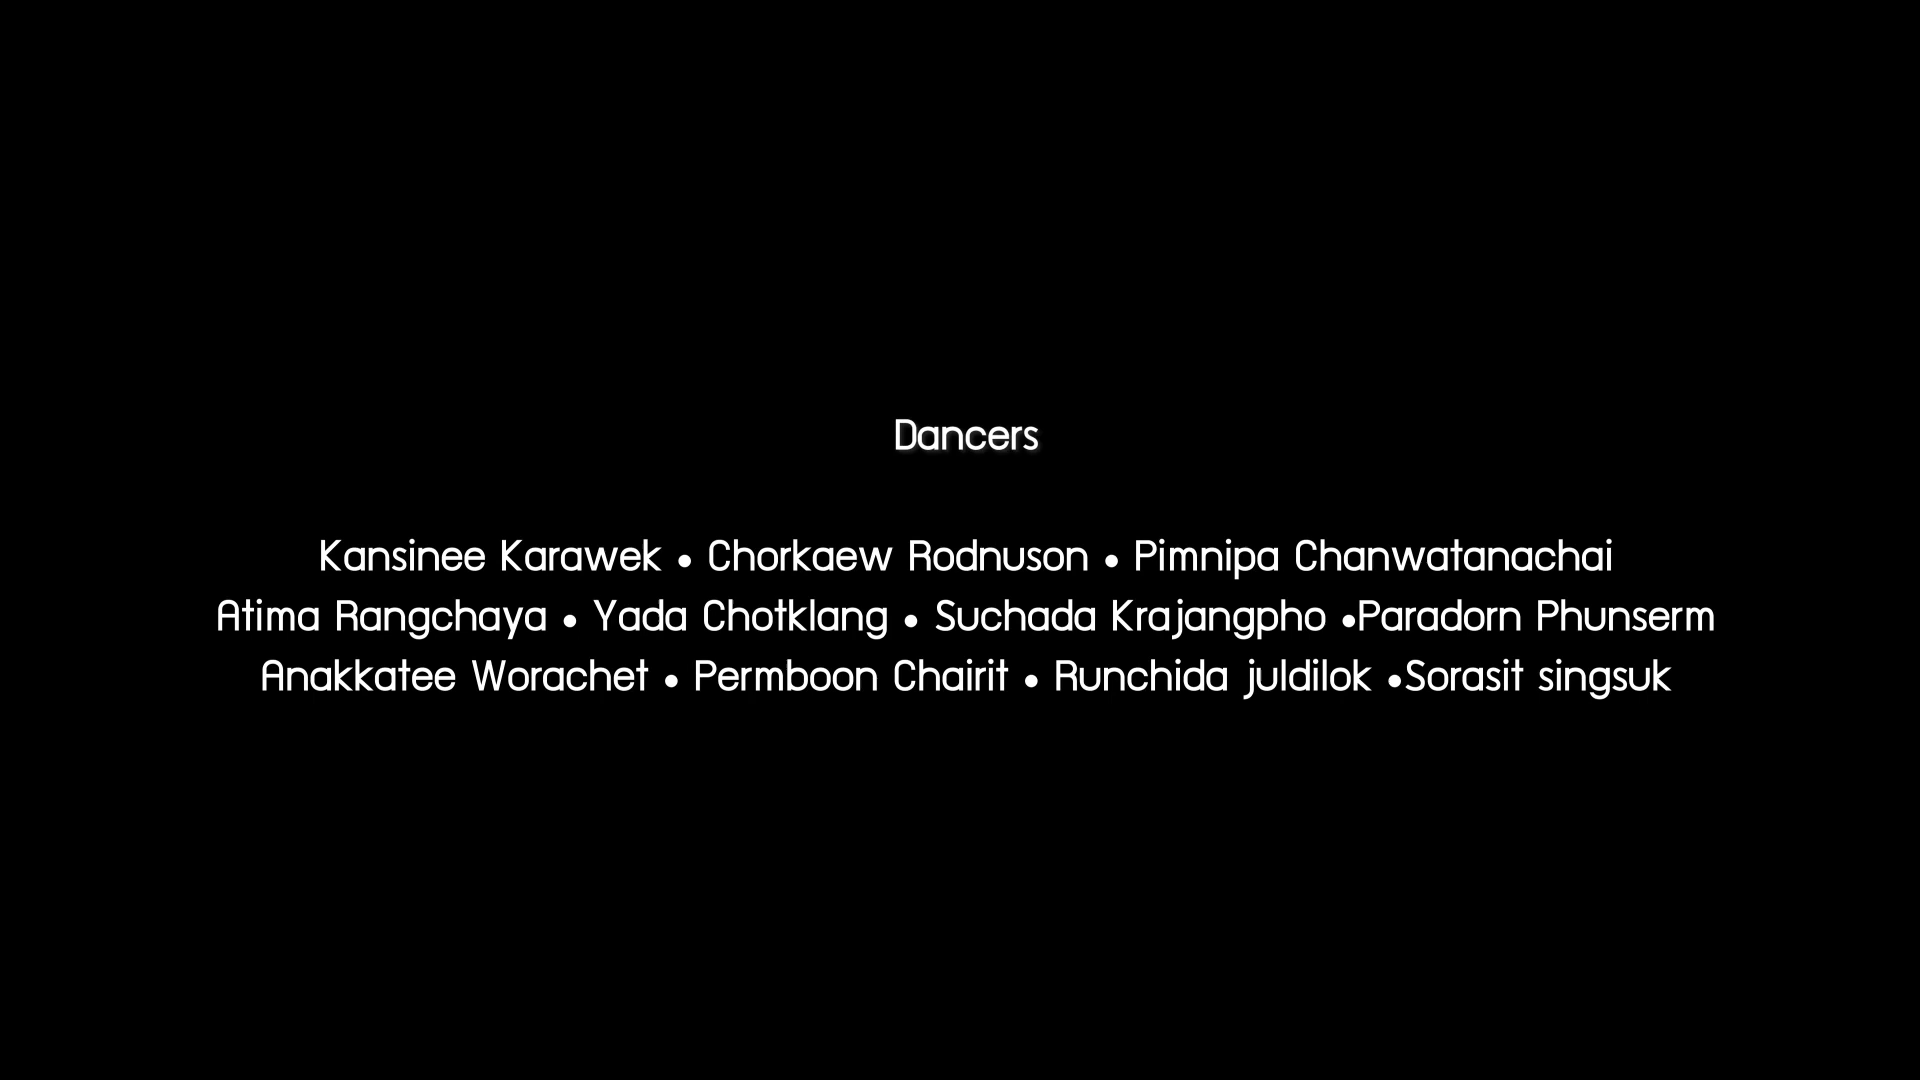 Dancers
Kansinee Karawek • Chorkaew Rodnuson • Pimnipa Chanwatanachai
Atima Rangchaya • Yada Chotklang • Suchada Krajangpho •Paradorn Phunserm
Anakkatee Worachet • Permboon Chairit • Runchida juldilok •Sorasit singsuk